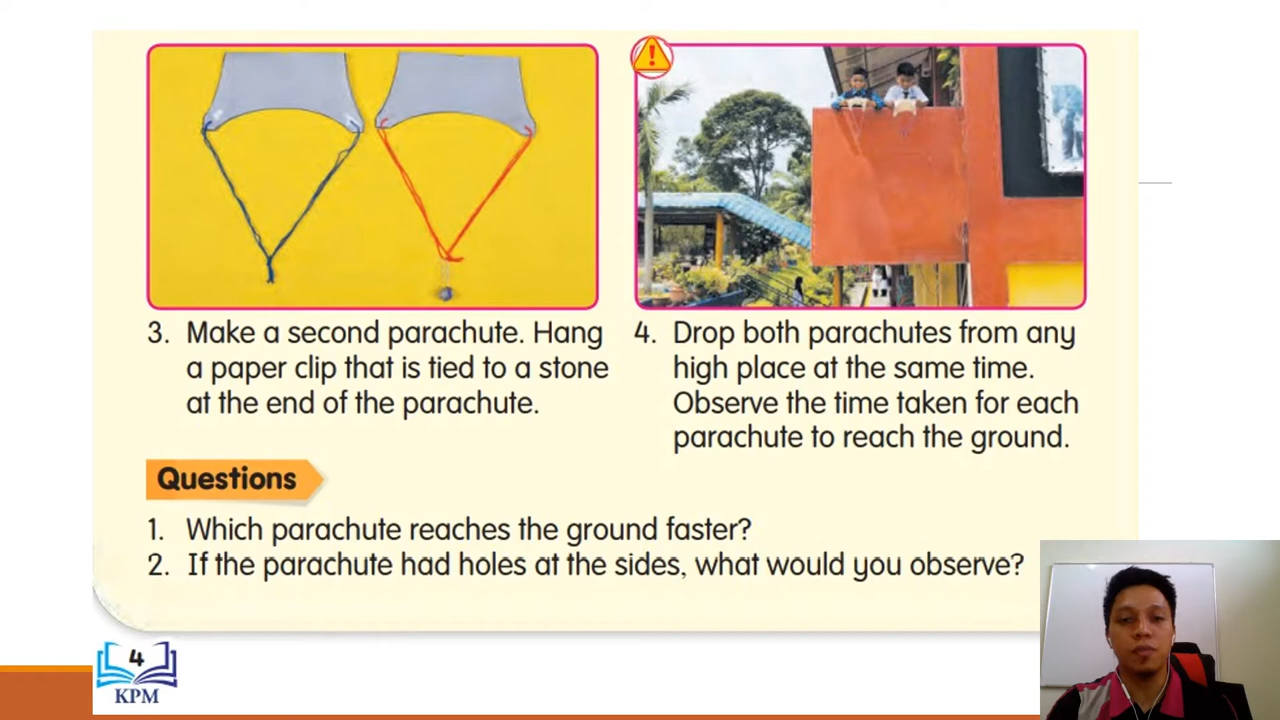 3. Make a second parachute. Hang
a paper clip that is tied to a stone
at the end of the parachute.
4. Drop both parachutes from any
high place at the same time.
Observe the time taken for each
parachute to reach the ground.
Questions
1. Which parachute reaches the ground faster?
2. If the parachute had holes at the sides, what would you observe?
4
KPM